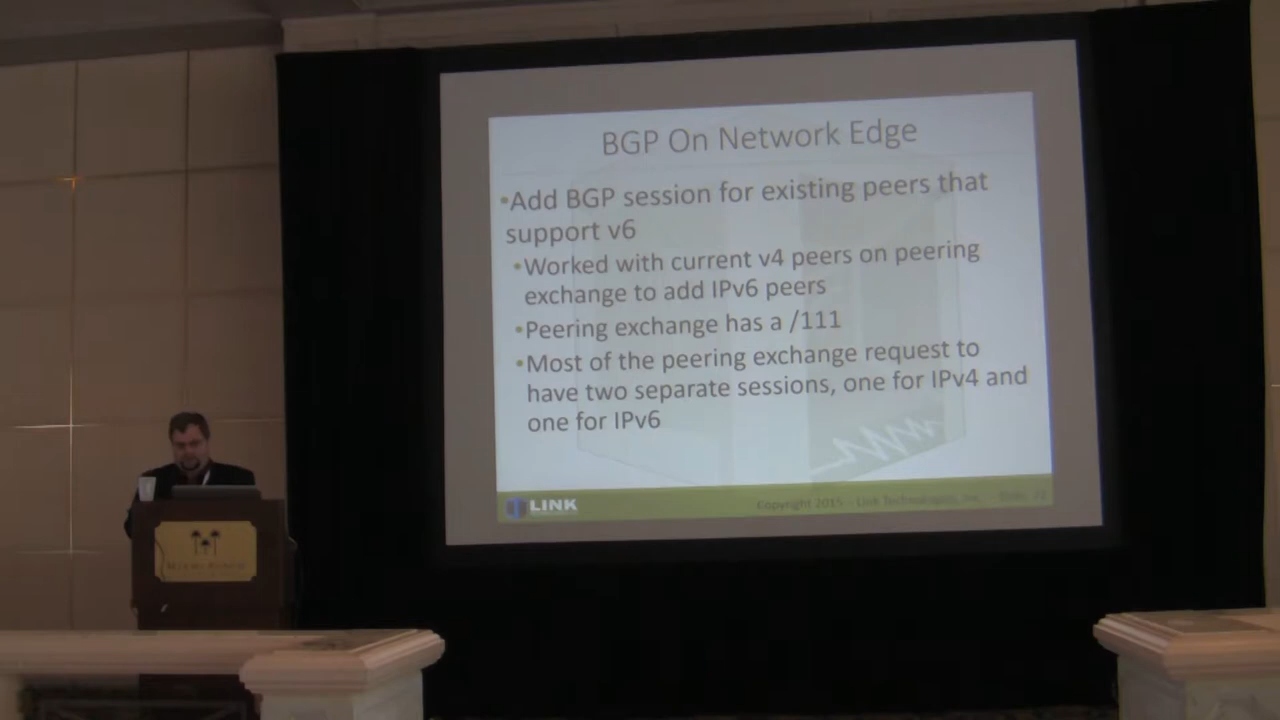 BGP On Network Edge
•Add BGP session for existing peers that
support v6
•Worked with current v4 peers on peering
exchange to add IPv6 peers
•Peering exchange has a /111
•Most of the peering exchange request to
have two separate sessions, one for IPv4 and
one for IPv6
LINK
Copyright 2015 - Link Technologies, Inc. - Slide